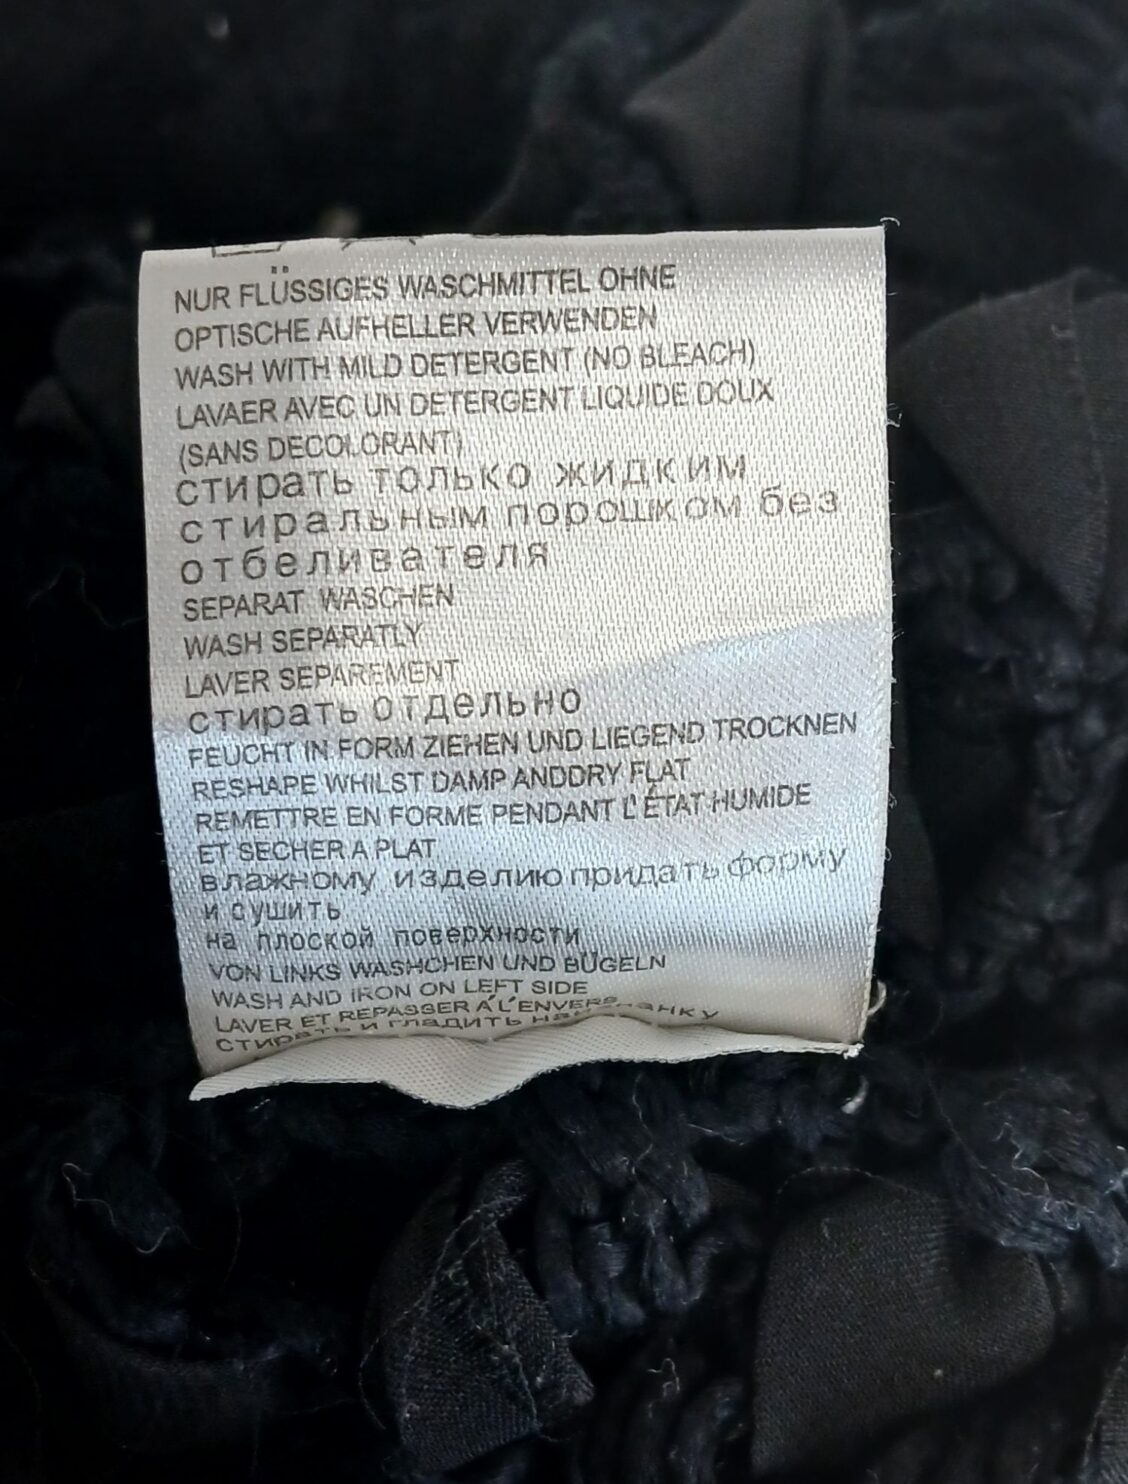 NUR FLÜSSIGES WASCHMITTEL OHNE
OPTISCHE AUFHELLER VERWENDEN
WASH WITH MILD DETERGENT (NO BLEACH)
LAVAER AVEC UN DETERGENT LIQUIDE DOUX
(SANS DECOLORANT)
стирать только жидким
стиральным порошком без
отбеливателя
SEPARAT WASCHEN
WASH SEPARATLY
LAVER SEPAREMENT
стирать отдельно
FEUCHT IN FORM ZIEHEN UND LIEGEND TROCKNEN
RESHAPE WHILST DAMP ANDDRY FLAT
REMETTRE EN FORME PENDANT L'ÉTAT HUMIDE
ET SECHER A PLAT
влажному изделию придать форму
и сушить
на плоской поверхности
VON LINKS WASHCHEN UND BÜGELN
WASH AND IRON ON LEFT SIDE
LAVER ET REPASSER A L'ENVERS
стирать и гладить